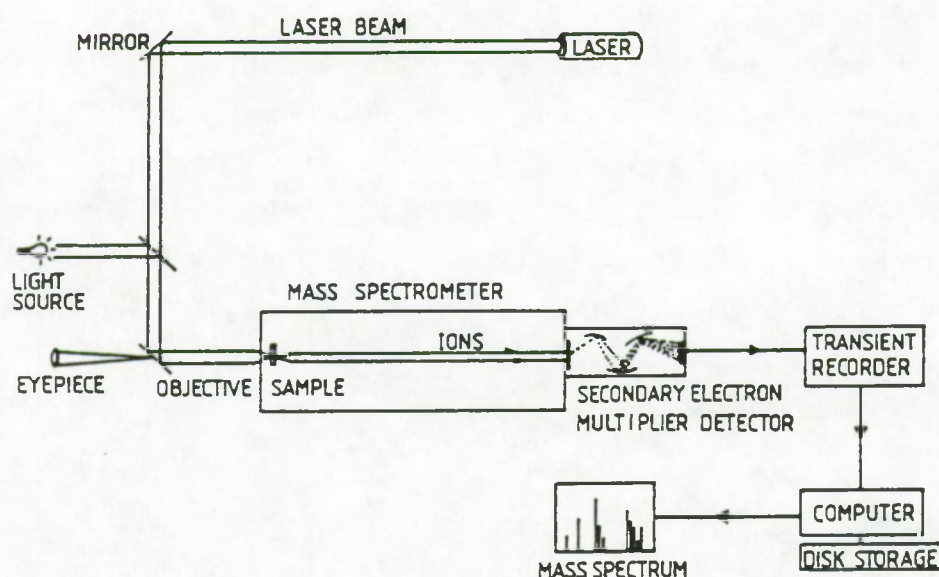 LASER BEAM
MIRROR
LASER
LIGHT
SOURCE
MASS SPECTROMETER
IONS
TRANSIENT
RECORDER
EYEPIECE
OBJECTIVE
SAMPLE
SECONDARY ELECTRON
MULTIPLIER DETECTOR
COMPUTER
DISK STORAGE
MASS SPECTRUM